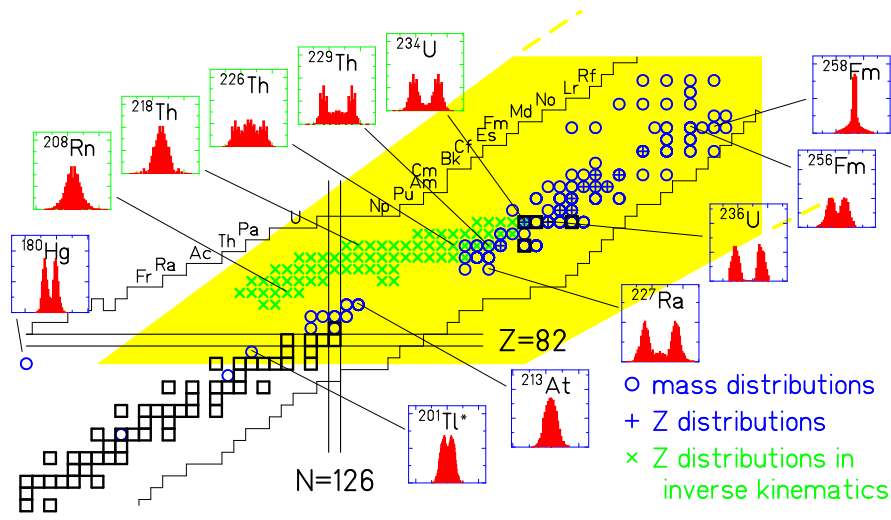 ²³⁴U
²²⁹Th
²²⁶Th
²¹⁸Th
²⁰⁸Rn
¹⁸⁰Hg
²⁵⁸Fm
²⁵⁶Fm
²³⁶U
²²⁷Ra
²¹³At
²⁰¹Tl*
Rf
Lr
No
Md
Fm
Es
Cf
Bk
Cm
Am
Pu
Np
U
Pa
Th
Ac
Ra
Fr
Z=82
N=126
mass distributions
Z distributions
Z distributions in
inverse kinematics